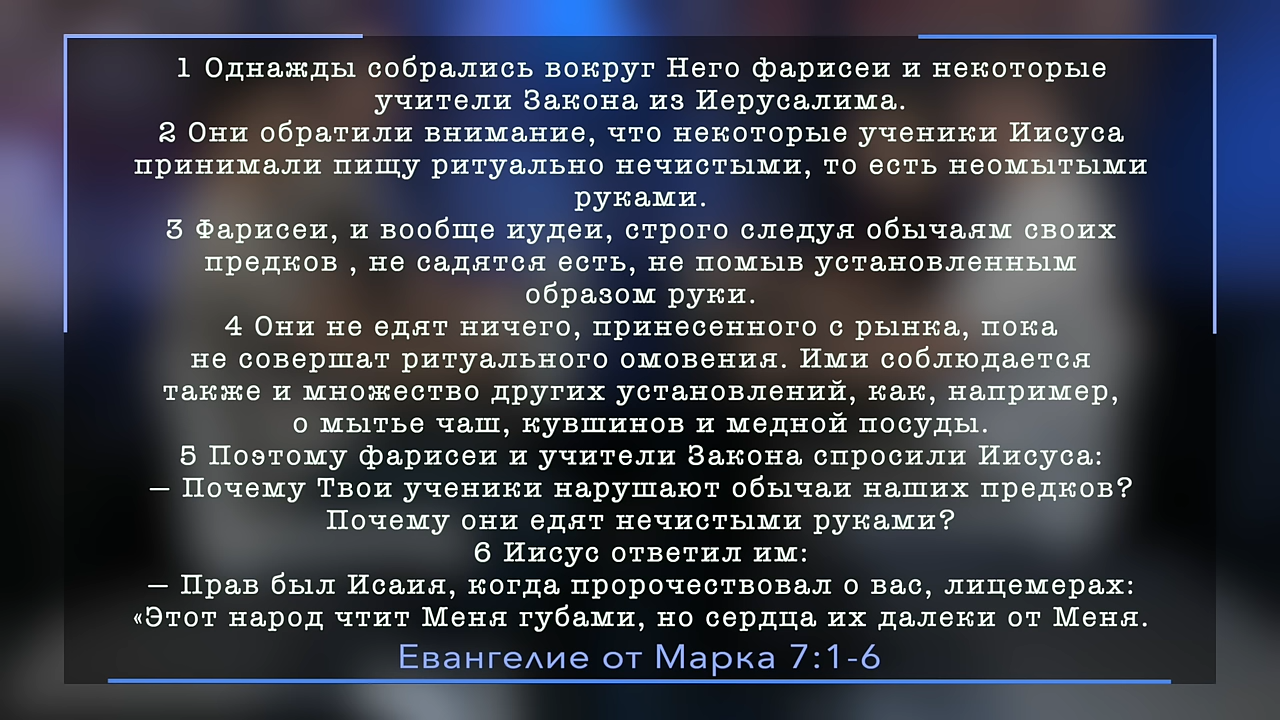 1 Однажды собрались вокруг Него фарисеи и некоторые
учители Закона из Иерусалима.
2 Они обратили внимание, что некоторые ученики Иисуса
принимали пищу ритуально нечистыми, то есть неомытыми
руками.
3 Фарисеи, и вообще иудеи, строго следуя обычаям своих
предков , не садятся есть, не помыв установленным
образом руки.
4 Они не едят ничего, принесенного с рынка, пока
не совершат ритуального омовения. Ими соблюдается
также и множество других установлений, как, например,
о мытье чаш, кувшинов и медной посуды.
5 Поэтому фарисеи и учители Закона спросили Иисуса:
– Почему Твои ученики нарушают обычаи наших предков?
Почему они едят нечистыми руками?
6 Иисус ответил им:
– Прав был Исаия, когда пророчествовал о вас, лицемерах:
«Этот народ чтит Меня губами, но сердца их далеки от Меня.
Евангелие от Марка 7:1-6